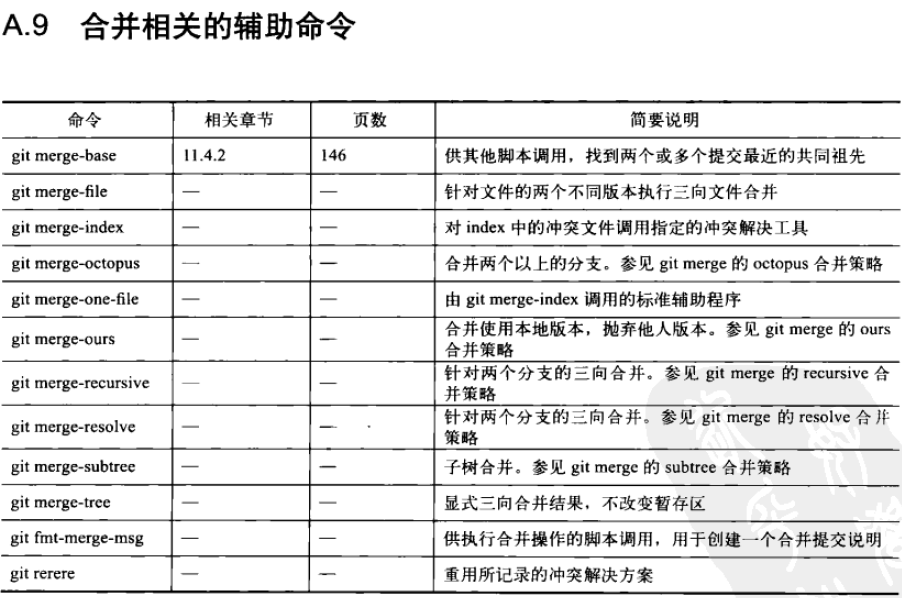 A.9 合并相关的辅助命令
命令 相关章节 页数 简要说明
git merge-base 11.4.2 146 供其他脚本调用，找到两个或多个提交最近的共同祖先
git merge-file — — 针对文件的两个不同版本执行三向文件合并
git merge-index — — 对 index 中的冲突文件调用指定的冲突解决工具
git merge-octopus — — 合并两个以上的分支。参见 git merge 的 octopus 合并策略
git merge-one-file — — 由 git merge-index 调用的标准辅助程序
git merge-ours — — 合并使用本地版本，抛弃他人版本。参见 git merge 的 ours
合并策略
git merge-recursive — — 针对两个分支的三向合并。参见 git merge 的 recursive 合
并策略
git merge-resolve — — 针对两个分支的三向合并。参见 git merge 的 resolve 合并
策略
git merge-subtree — — 子树合并。参见 git merge 的 subtree 合并策略
git merge-tree — — 显式三向合并结果，不改变暂存区
git fmt-merge-msg — — 供执行合并操作的脚本调用，用于创建一个合并提交说明
git rerere — — 重用所记录的冲突解决方案